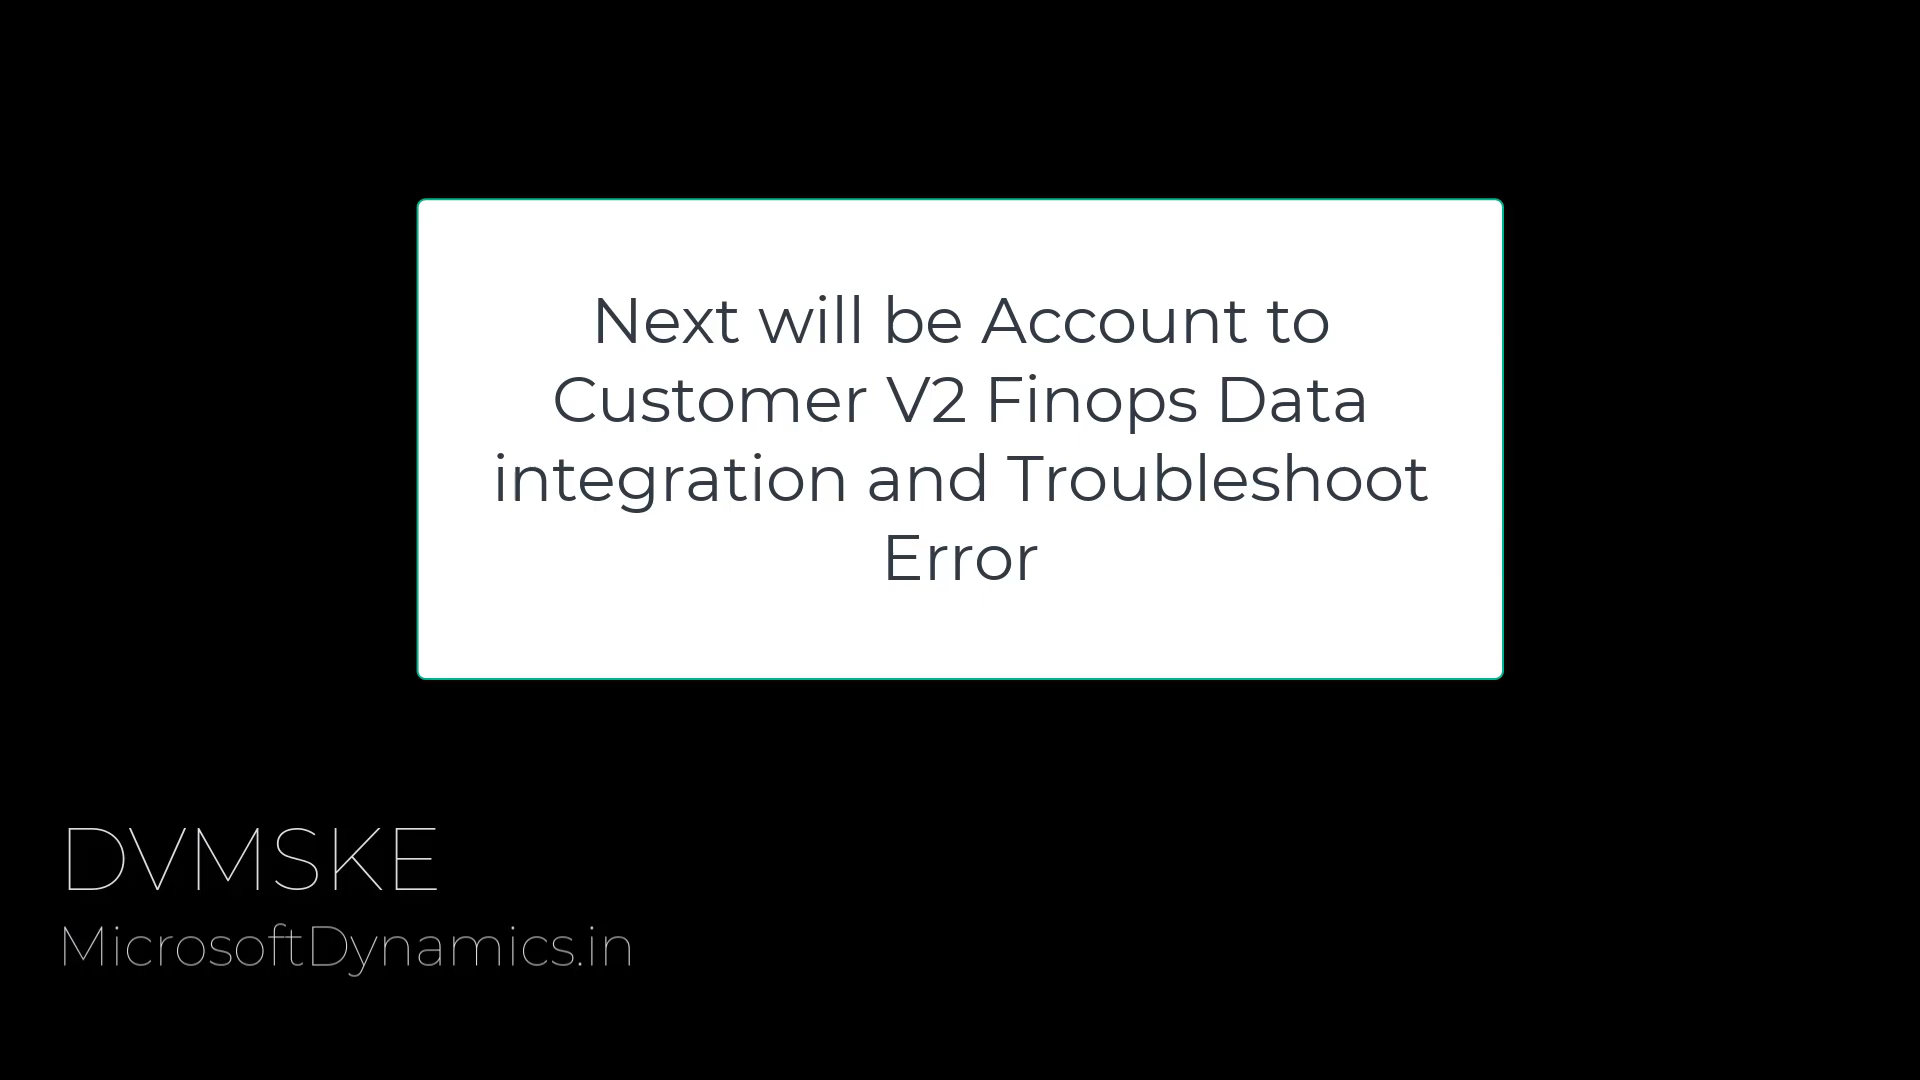 Next will be Account to
Customer V2 Finops Data
integration and Troubleshoot
Error
DVMSKE
MicrosoftDynamics.in